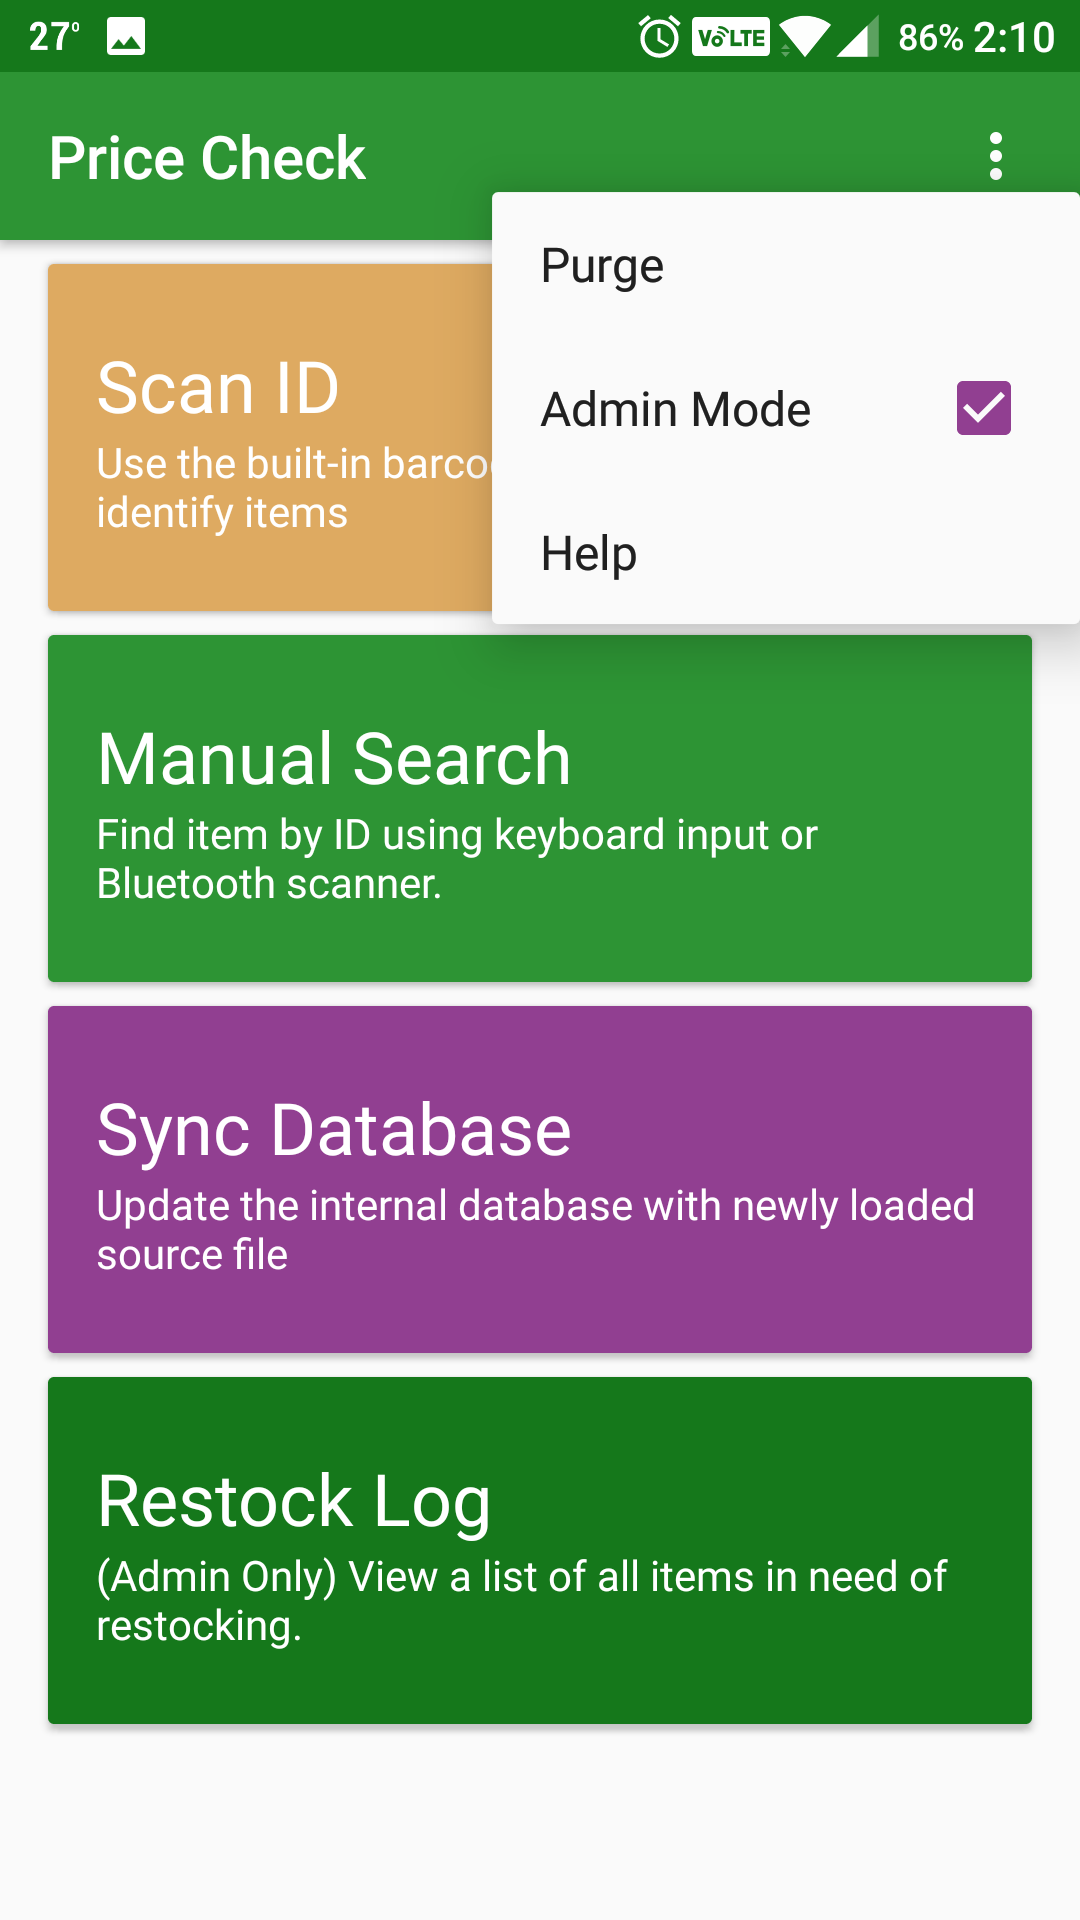 27°
VoLTE
86% 2:10
Price Check
Purge
Admin Mode
Help
Scan ID
Use the built-in
identify items
Manual Search
Find item by ID using keyboard input or
Bluetooth scanner.
Sync Database
Update the internal database with newly loaded
source file
Restock Log
(Admin Only) View a list of all items in need of
restocking.